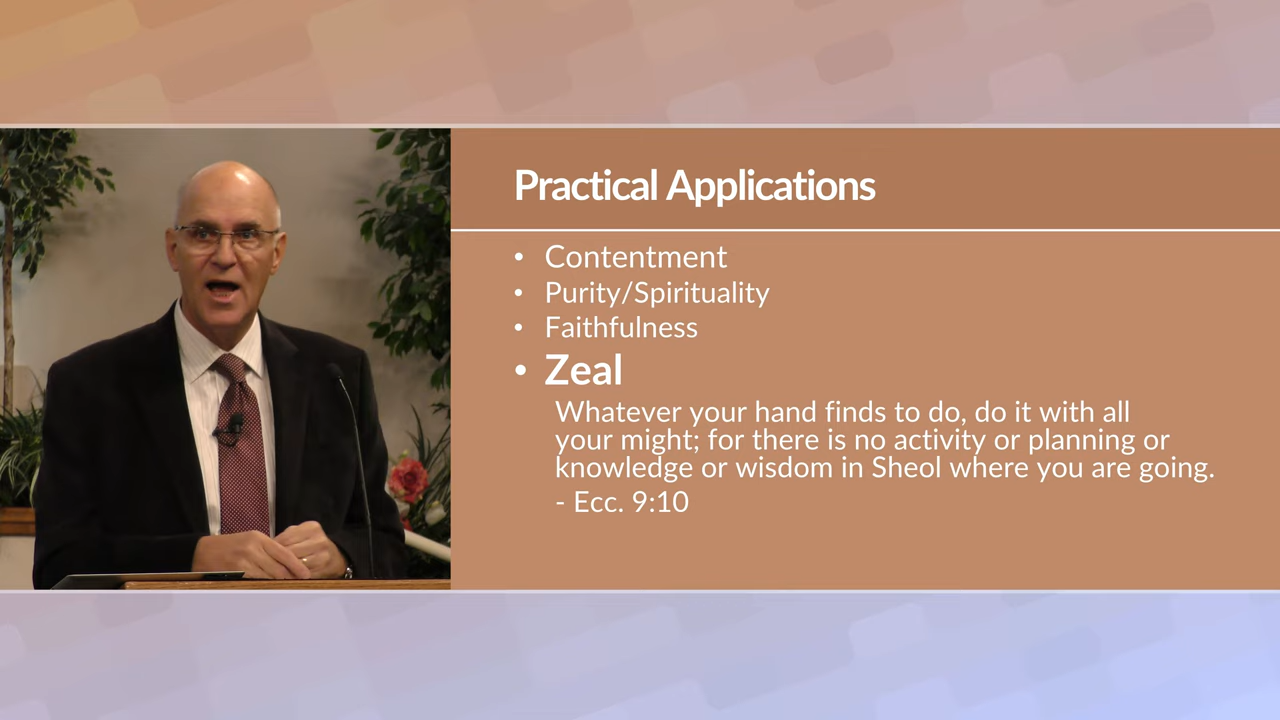 Practical Applications
• Contentment
• Purity/Spirituality
• Faithfulness
• Zeal
Whatever your hand finds to do, do it with all
your might; for there is no activity or planning or
knowledge or wisdom in Sheol where you are going.
- Ecc. 9:10